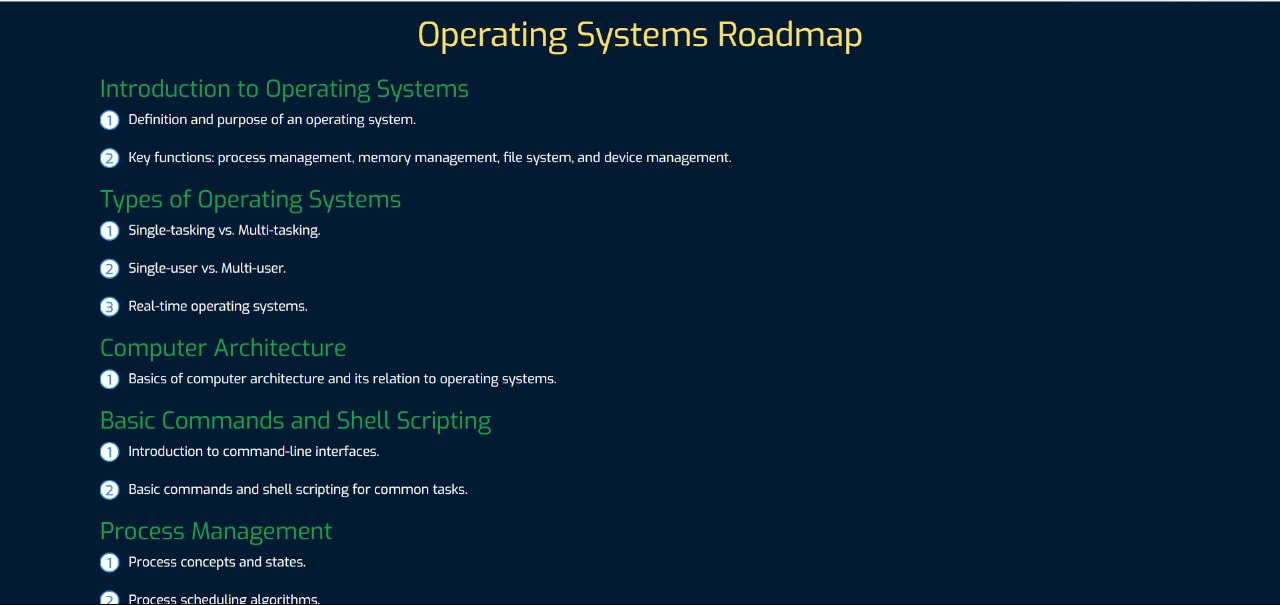 Operating Systems Roadmap
Introduction to Operating Systems
1 Definition and purpose of an operating system.
2 Key functions: process management, memory management, file system, and device management.
Types of Operating Systems
1 Single-tasking vs. Multi-tasking.
2 Single-user vs. Multi-user.
3 Real-time operating systems.
Computer Architecture
1 Basics of computer architecture and its relation to operating systems.
Basic Commands and Shell Scripting
1 Introduction to command-line interfaces.
2 Basic commands and shell scripting for common tasks.
Process Management
1 Process concepts and states.
2 Process scheduling algorithms.